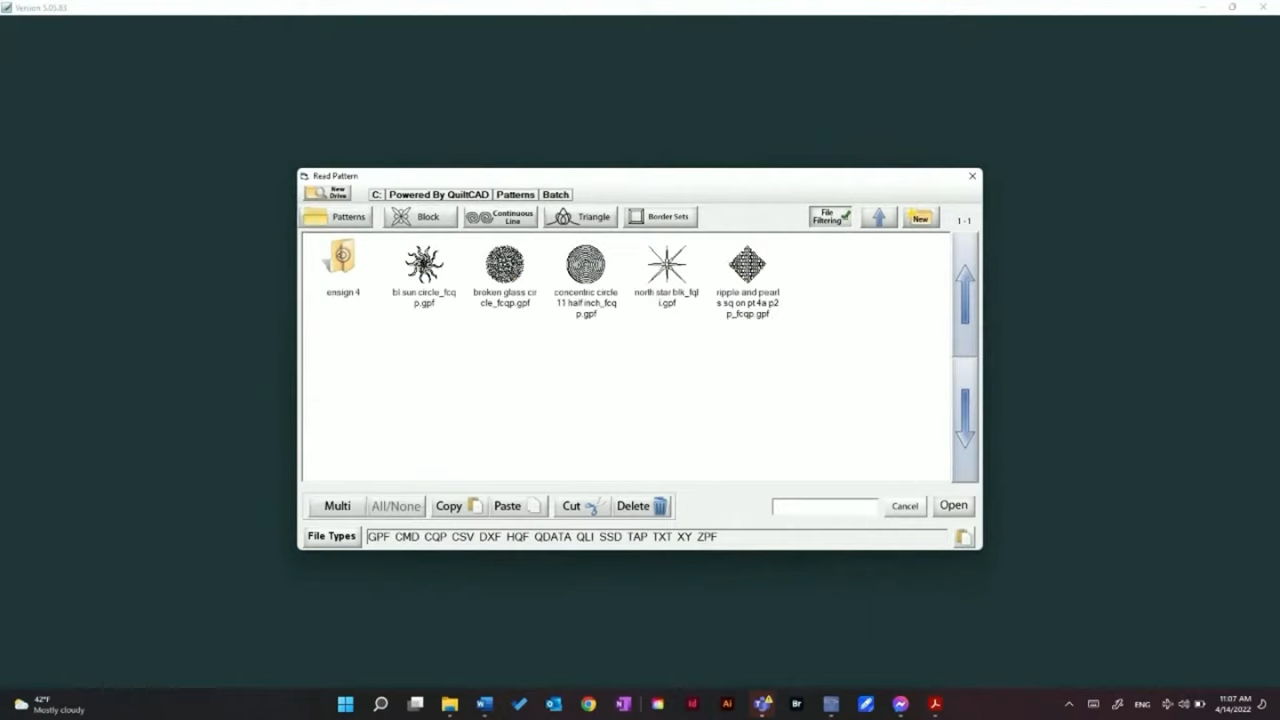 Version 5.05.83
Read Pattern
New
Drive
C: Powered By QuiltCAD Patterns Batch
Patterns
Block
Continuous
Line
Triangle
Border Sets
File
Filtering
New
1 - 1
ensign 4
bl sun circle_fcq
p.gpf
broken glass cir
cle_fcqp.gpf
concentric circle
11 half inch_fcq
p.gpf
north star blk_fql
i.gpf
ripple and pearl
s sq on pt 4a p2
p_fcqp.gpf
Multi
All/None
Copy
Paste
Cut
Delete
Cancel
Open
File Types
GPF CMD CQP CSV DXF HQF QDATA QLI SSD TAP TXT XY ZPF
42°F
Mostly cloudy
Ai
Br
ENG
11:07 AM
4/14/2022